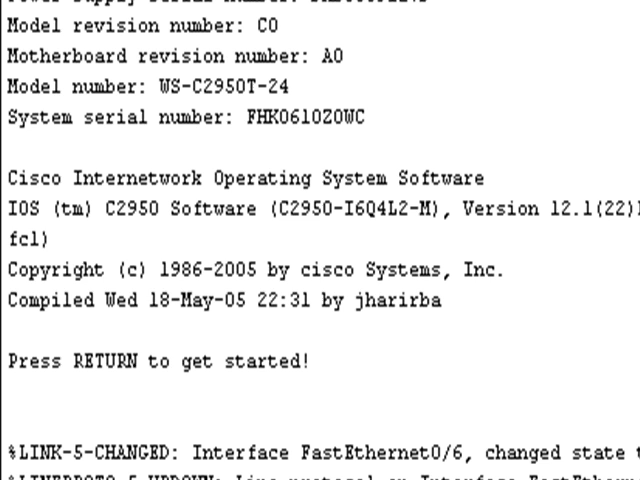 Model revision number: C0
Motherboard revision number: A0
Model number: WS-C2950T-24
System serial number: FHK0610Z0WC
Cisco Internetwork Operating System Software
IOS (tm) C2950 Software (C2950-I6Q4L2-M), Version 12.1(22)
fc1)
Copyright (c) 1986-2005 by cisco Systems, Inc.
Compiled Wed 18-May-05 22:31 by jharirba
Press RETURN to get started!
%LINK-5-CHANGED: Interface FastEthernet0/6, changed state